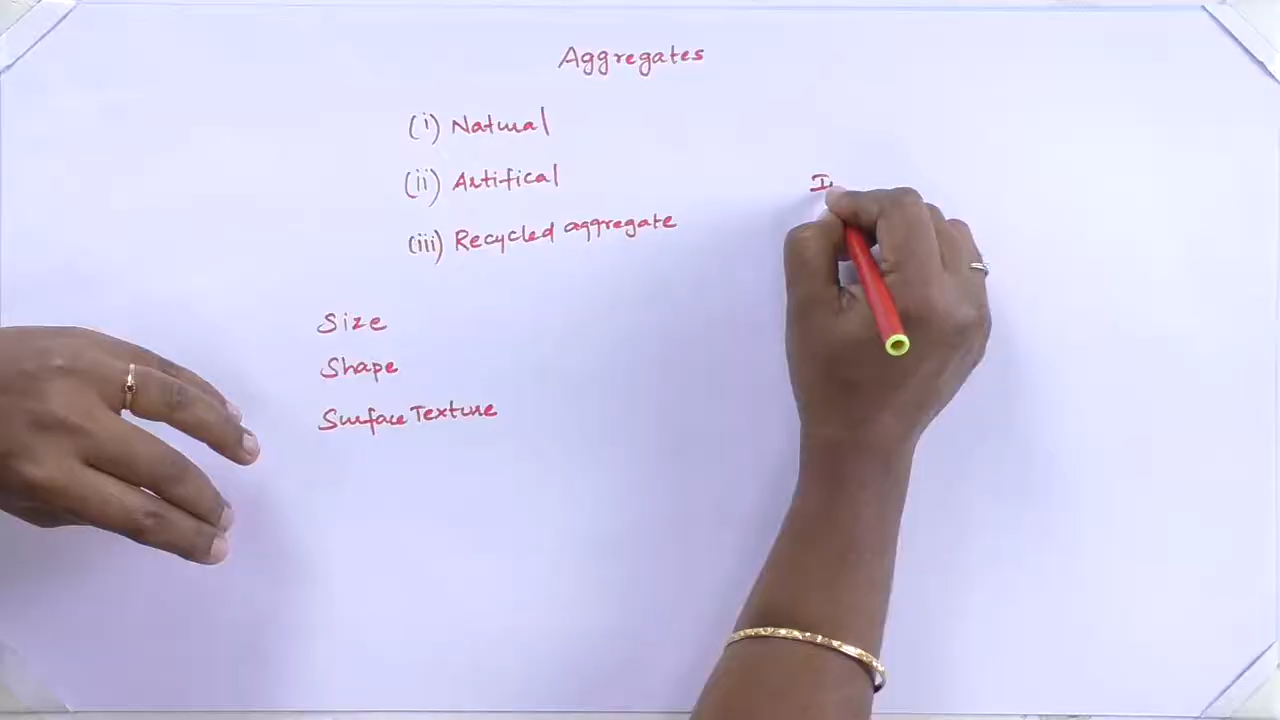 Aggregates
(i) Natural
(ii) Artifical
(iii) Recycled aggregate
I
Size
Shape
Surface Texture